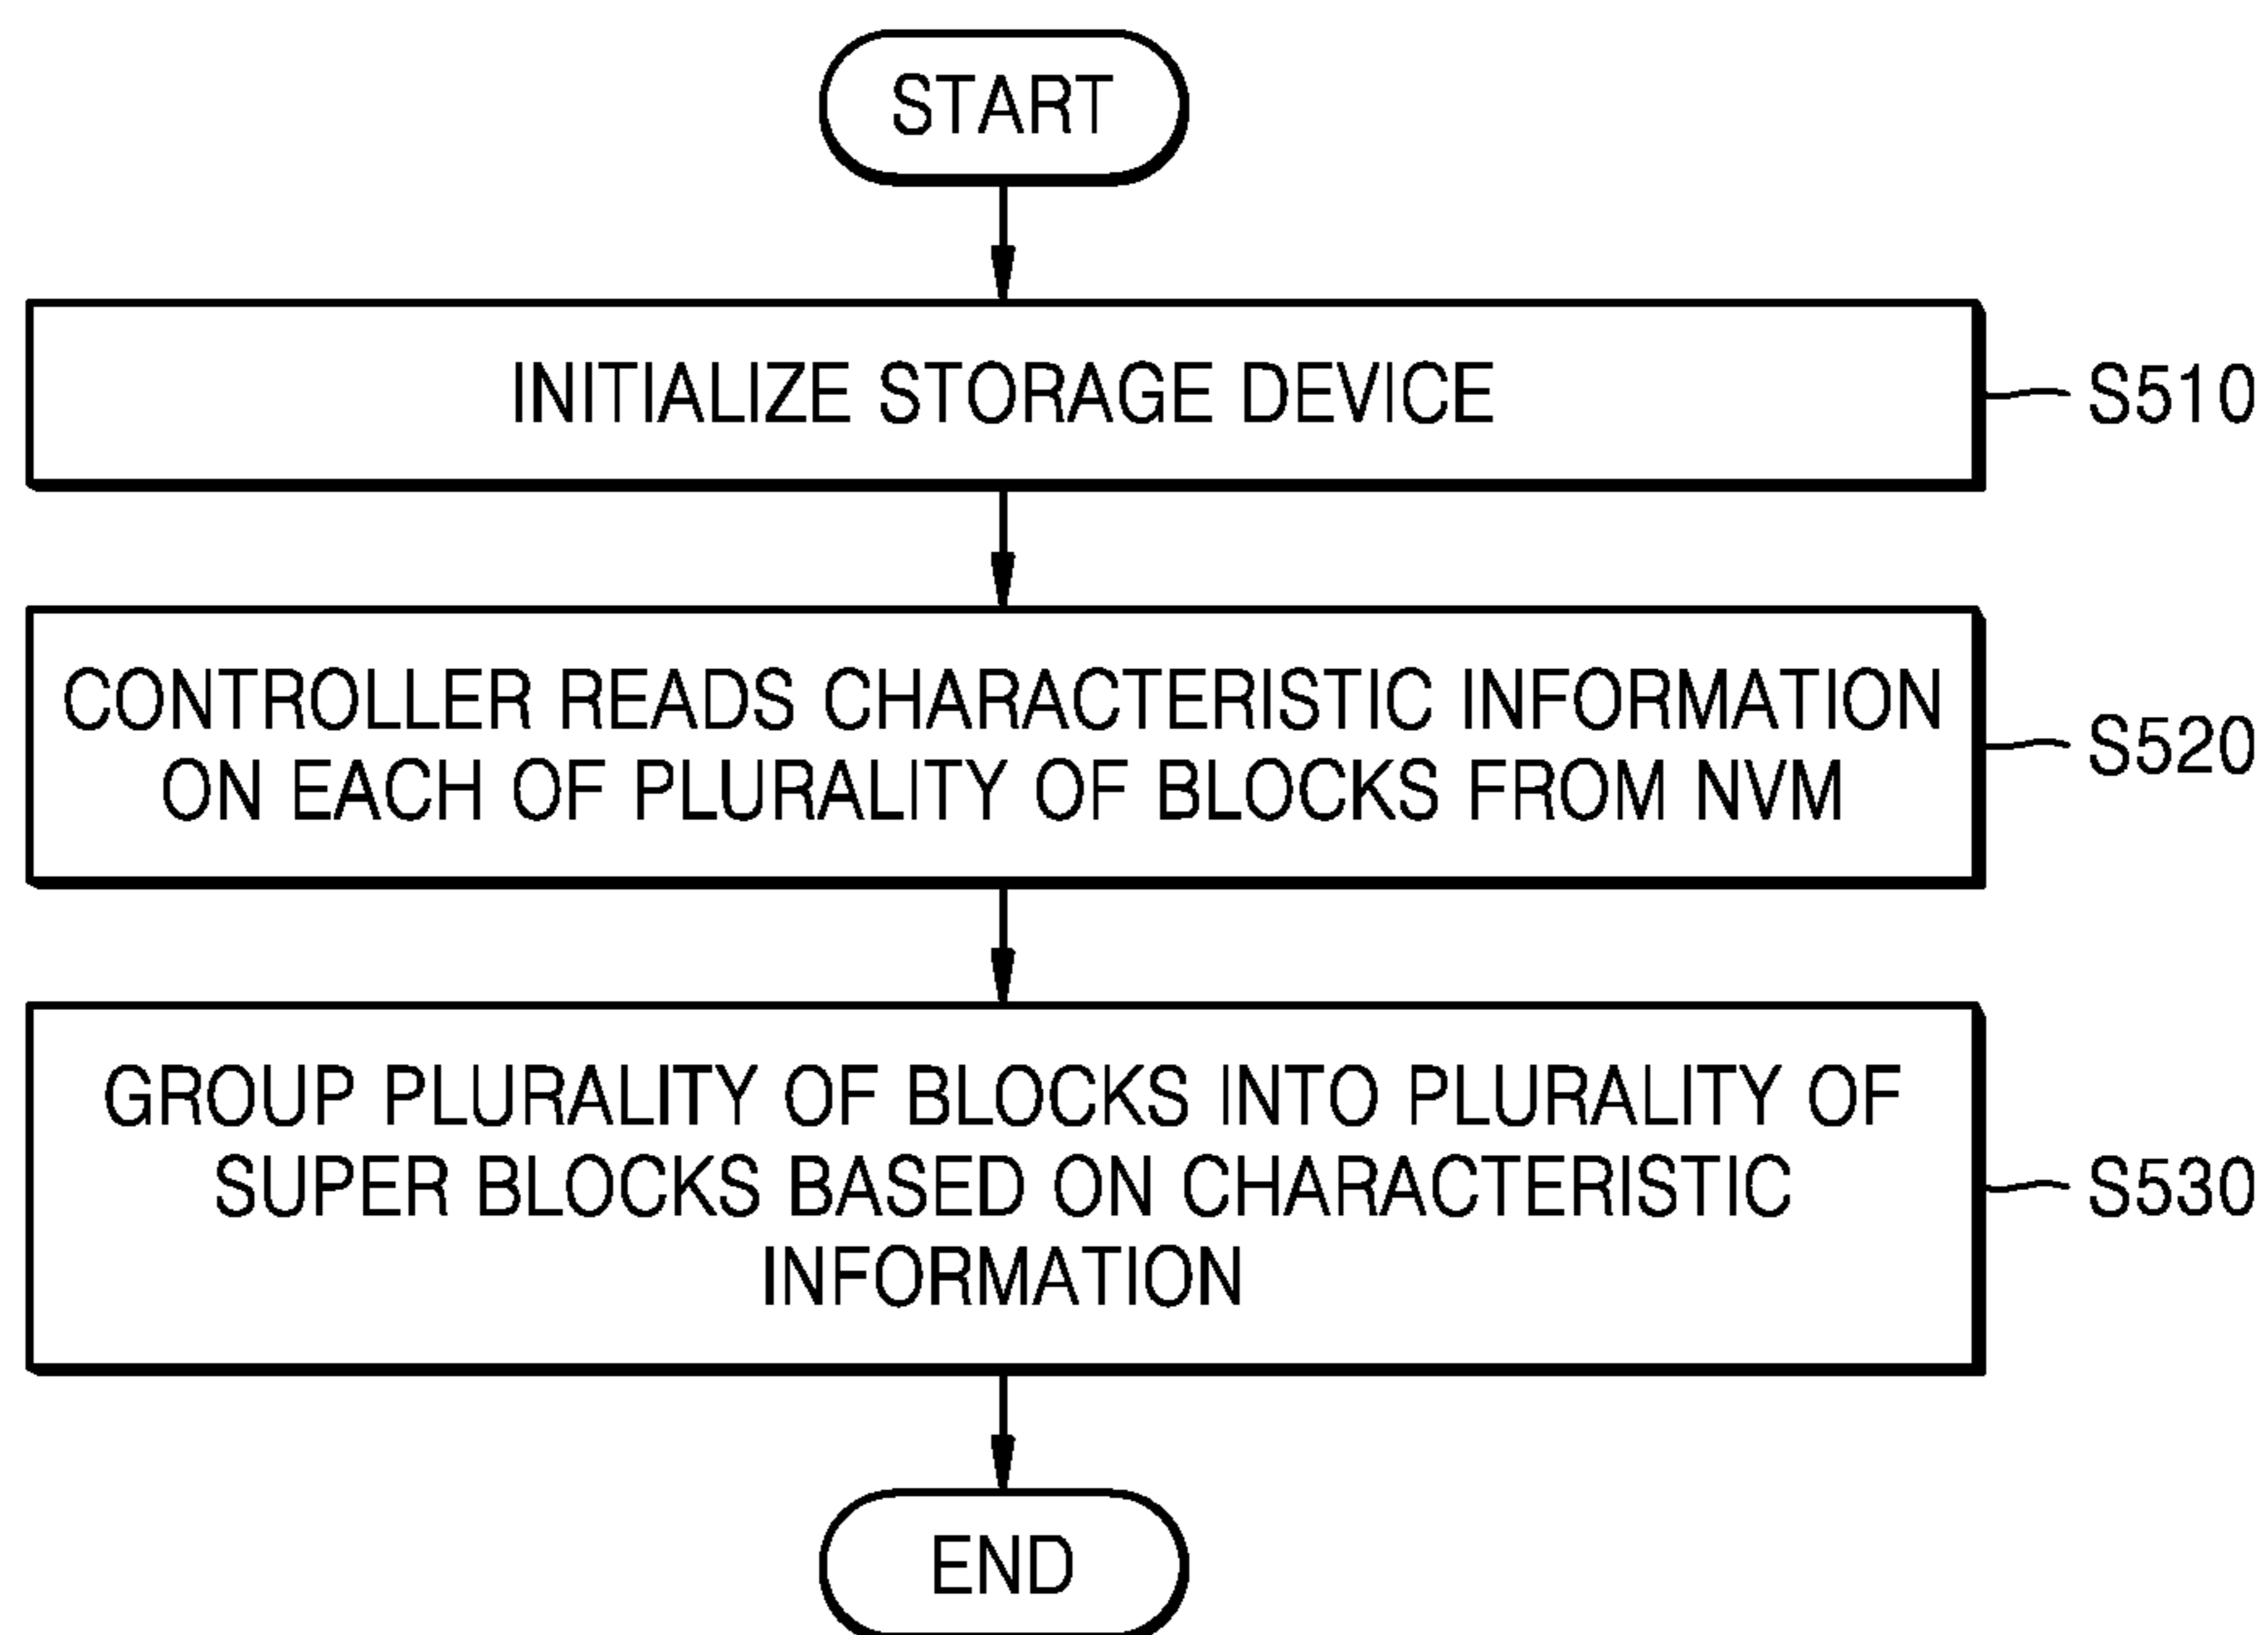 START
INITIALIZE STORAGE DEVICE
S510
CONTROLLER READS CHARACTERISTIC INFORMATION
ON EACH OF PLURALITY OF BLOCKS FROM NVM
S520
GROUP PLURALITY OF BLOCKS INTO PLURALITY OF
SUPER BLOCKS BASED ON CHARACTERISTIC
INFORMATION
S530
END